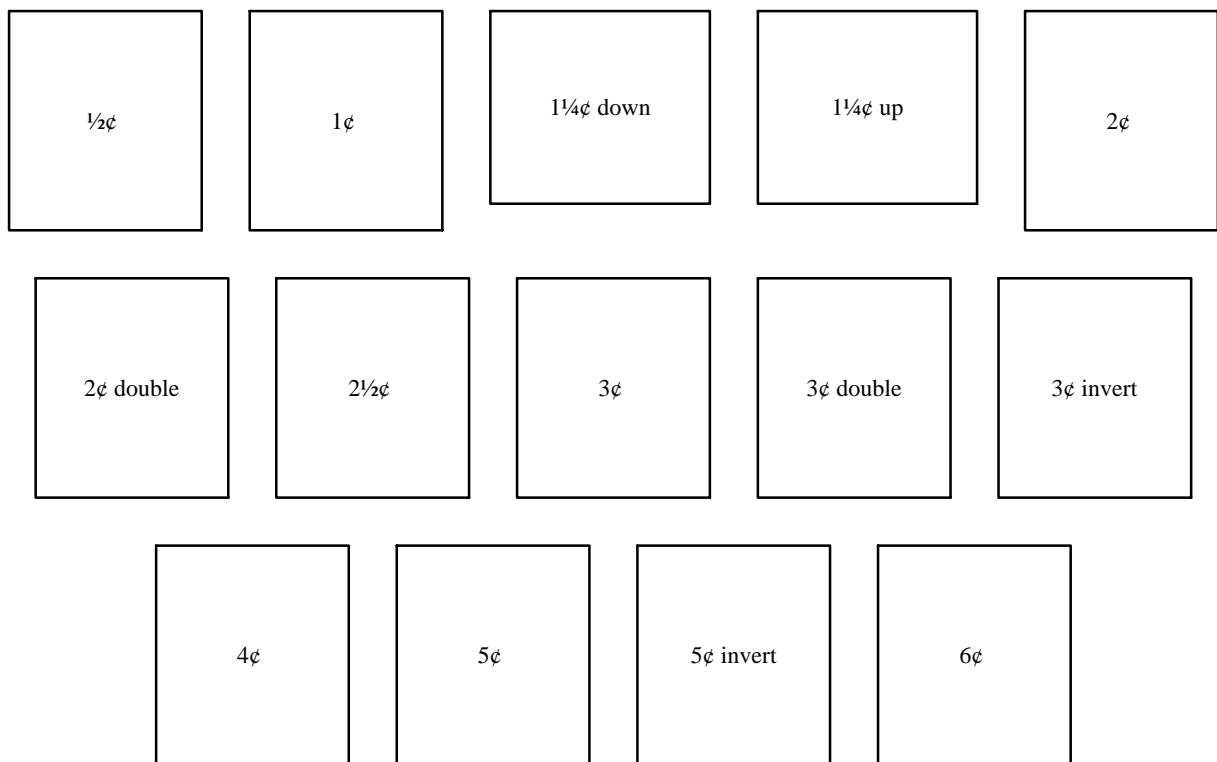 ½¢
1¢
1¼¢ down
1¼¢ up
2¢
2¢ double
2½¢
3¢
3¢ double
3¢ invert
4¢
5¢
5¢ invert
6¢